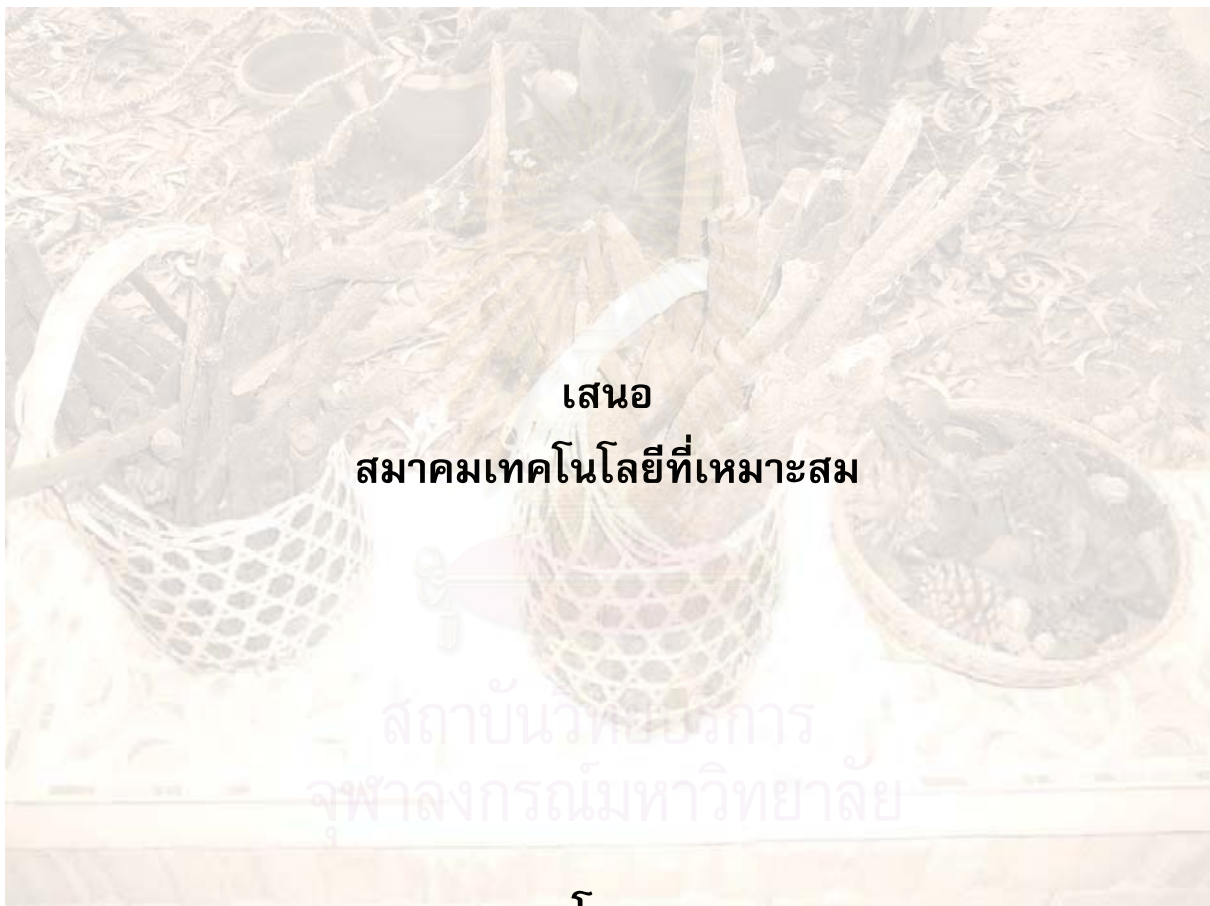 เสนอ
สมาคมเทคโนโลยีที่เหมาะสม
สถาบันวิทยบริการ
จุฬาลงกรณ์มหาวิทยาลัย